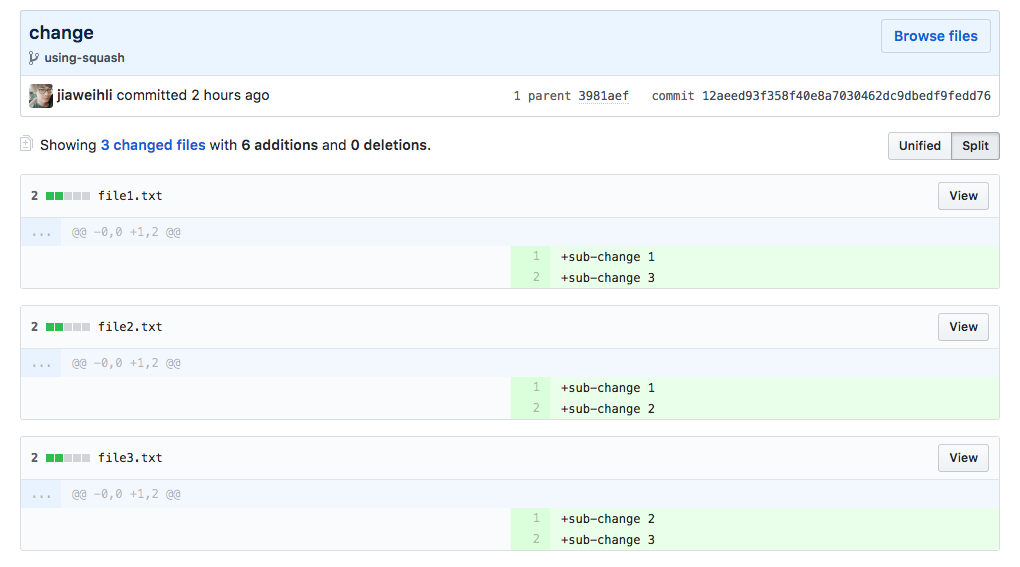 change
Browse files
using-squash
jiaweihli committed 2 hours ago
1 parent 3981aef commit 12aeed93f358f40e8a7030462dc9dbedf9fedd76
Showing 3 changed files with 6 additions and 0 deletions.
Unified Split
2 file1.txt View
... @@ -0,0 +1,2 @@
1 +sub-change 1
2 +sub-change 3
2 file2.txt View
... @@ -0,0 +1,2 @@
1 +sub-change 1
2 +sub-change 2
2 file3.txt View
... @@ -0,0 +1,2 @@
1 +sub-change 2
2 +sub-change 3